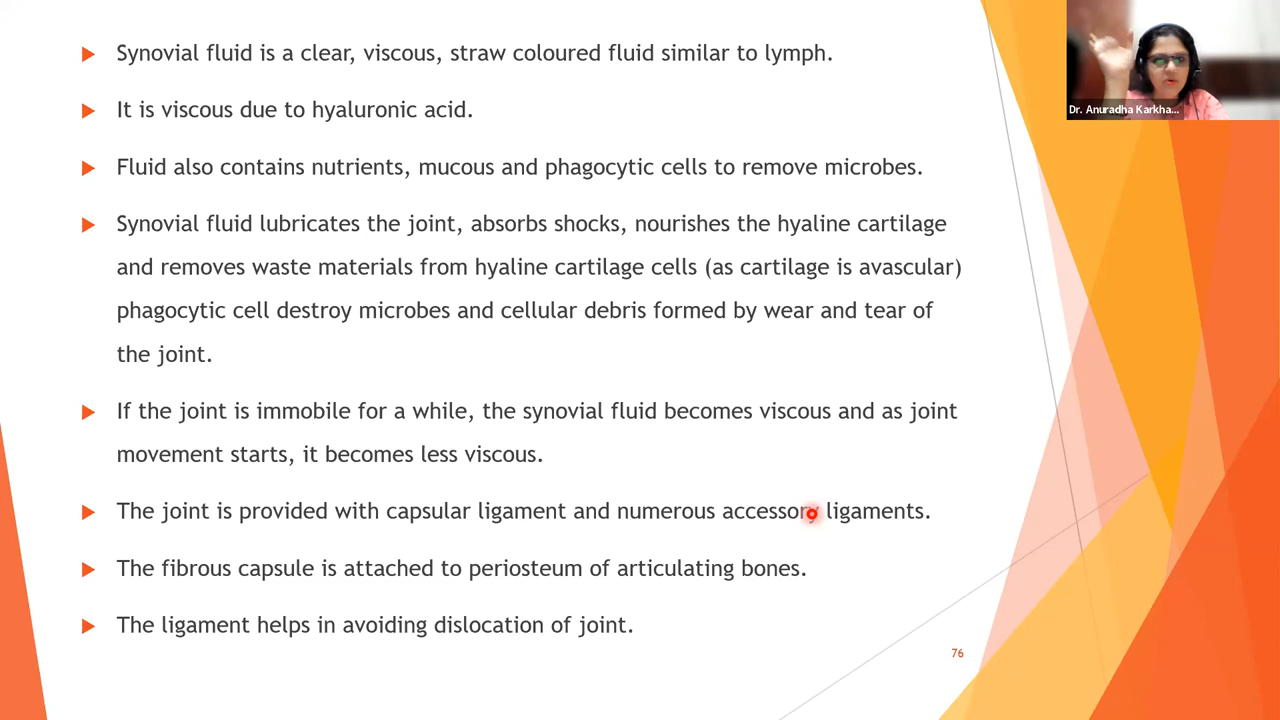 Synovial fluid is a clear, viscous, straw coloured fluid similar to lymph.
It is viscous due to hyaluronic acid.
Fluid also contains nutrients, mucous and phagocytic cells to remove microbes.
Synovial fluid lubricates the joint, absorbs shocks, nourishes the hyaline cartilage
and removes waste materials from hyaline cartilage cells (as cartilage is avascular)
phagocytic cell destroy microbes and cellular debris formed by wear and tear of
the joint.
If the joint is immobile for a while, the synovial fluid becomes viscous and as joint
movement starts, it becomes less viscous.
The joint is provided with capsular ligament and numerous accessory ligaments.
The fibrous capsule is attached to periosteum of articulating bones.
The ligament helps in avoiding dislocation of joint.
76
Dr. Anuradha Karkha...